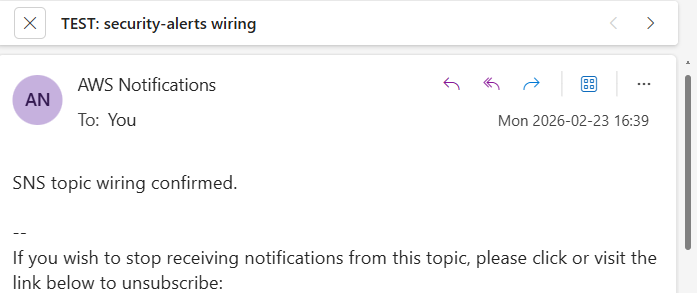 TEST: security-alerts wiring
AN
AWS Notifications
To: You
Mon 2026-02-23 16:39
SNS topic wiring confirmed.
--
If you wish to stop receiving notifications from this topic, please click or visit the
link below to unsubscribe: